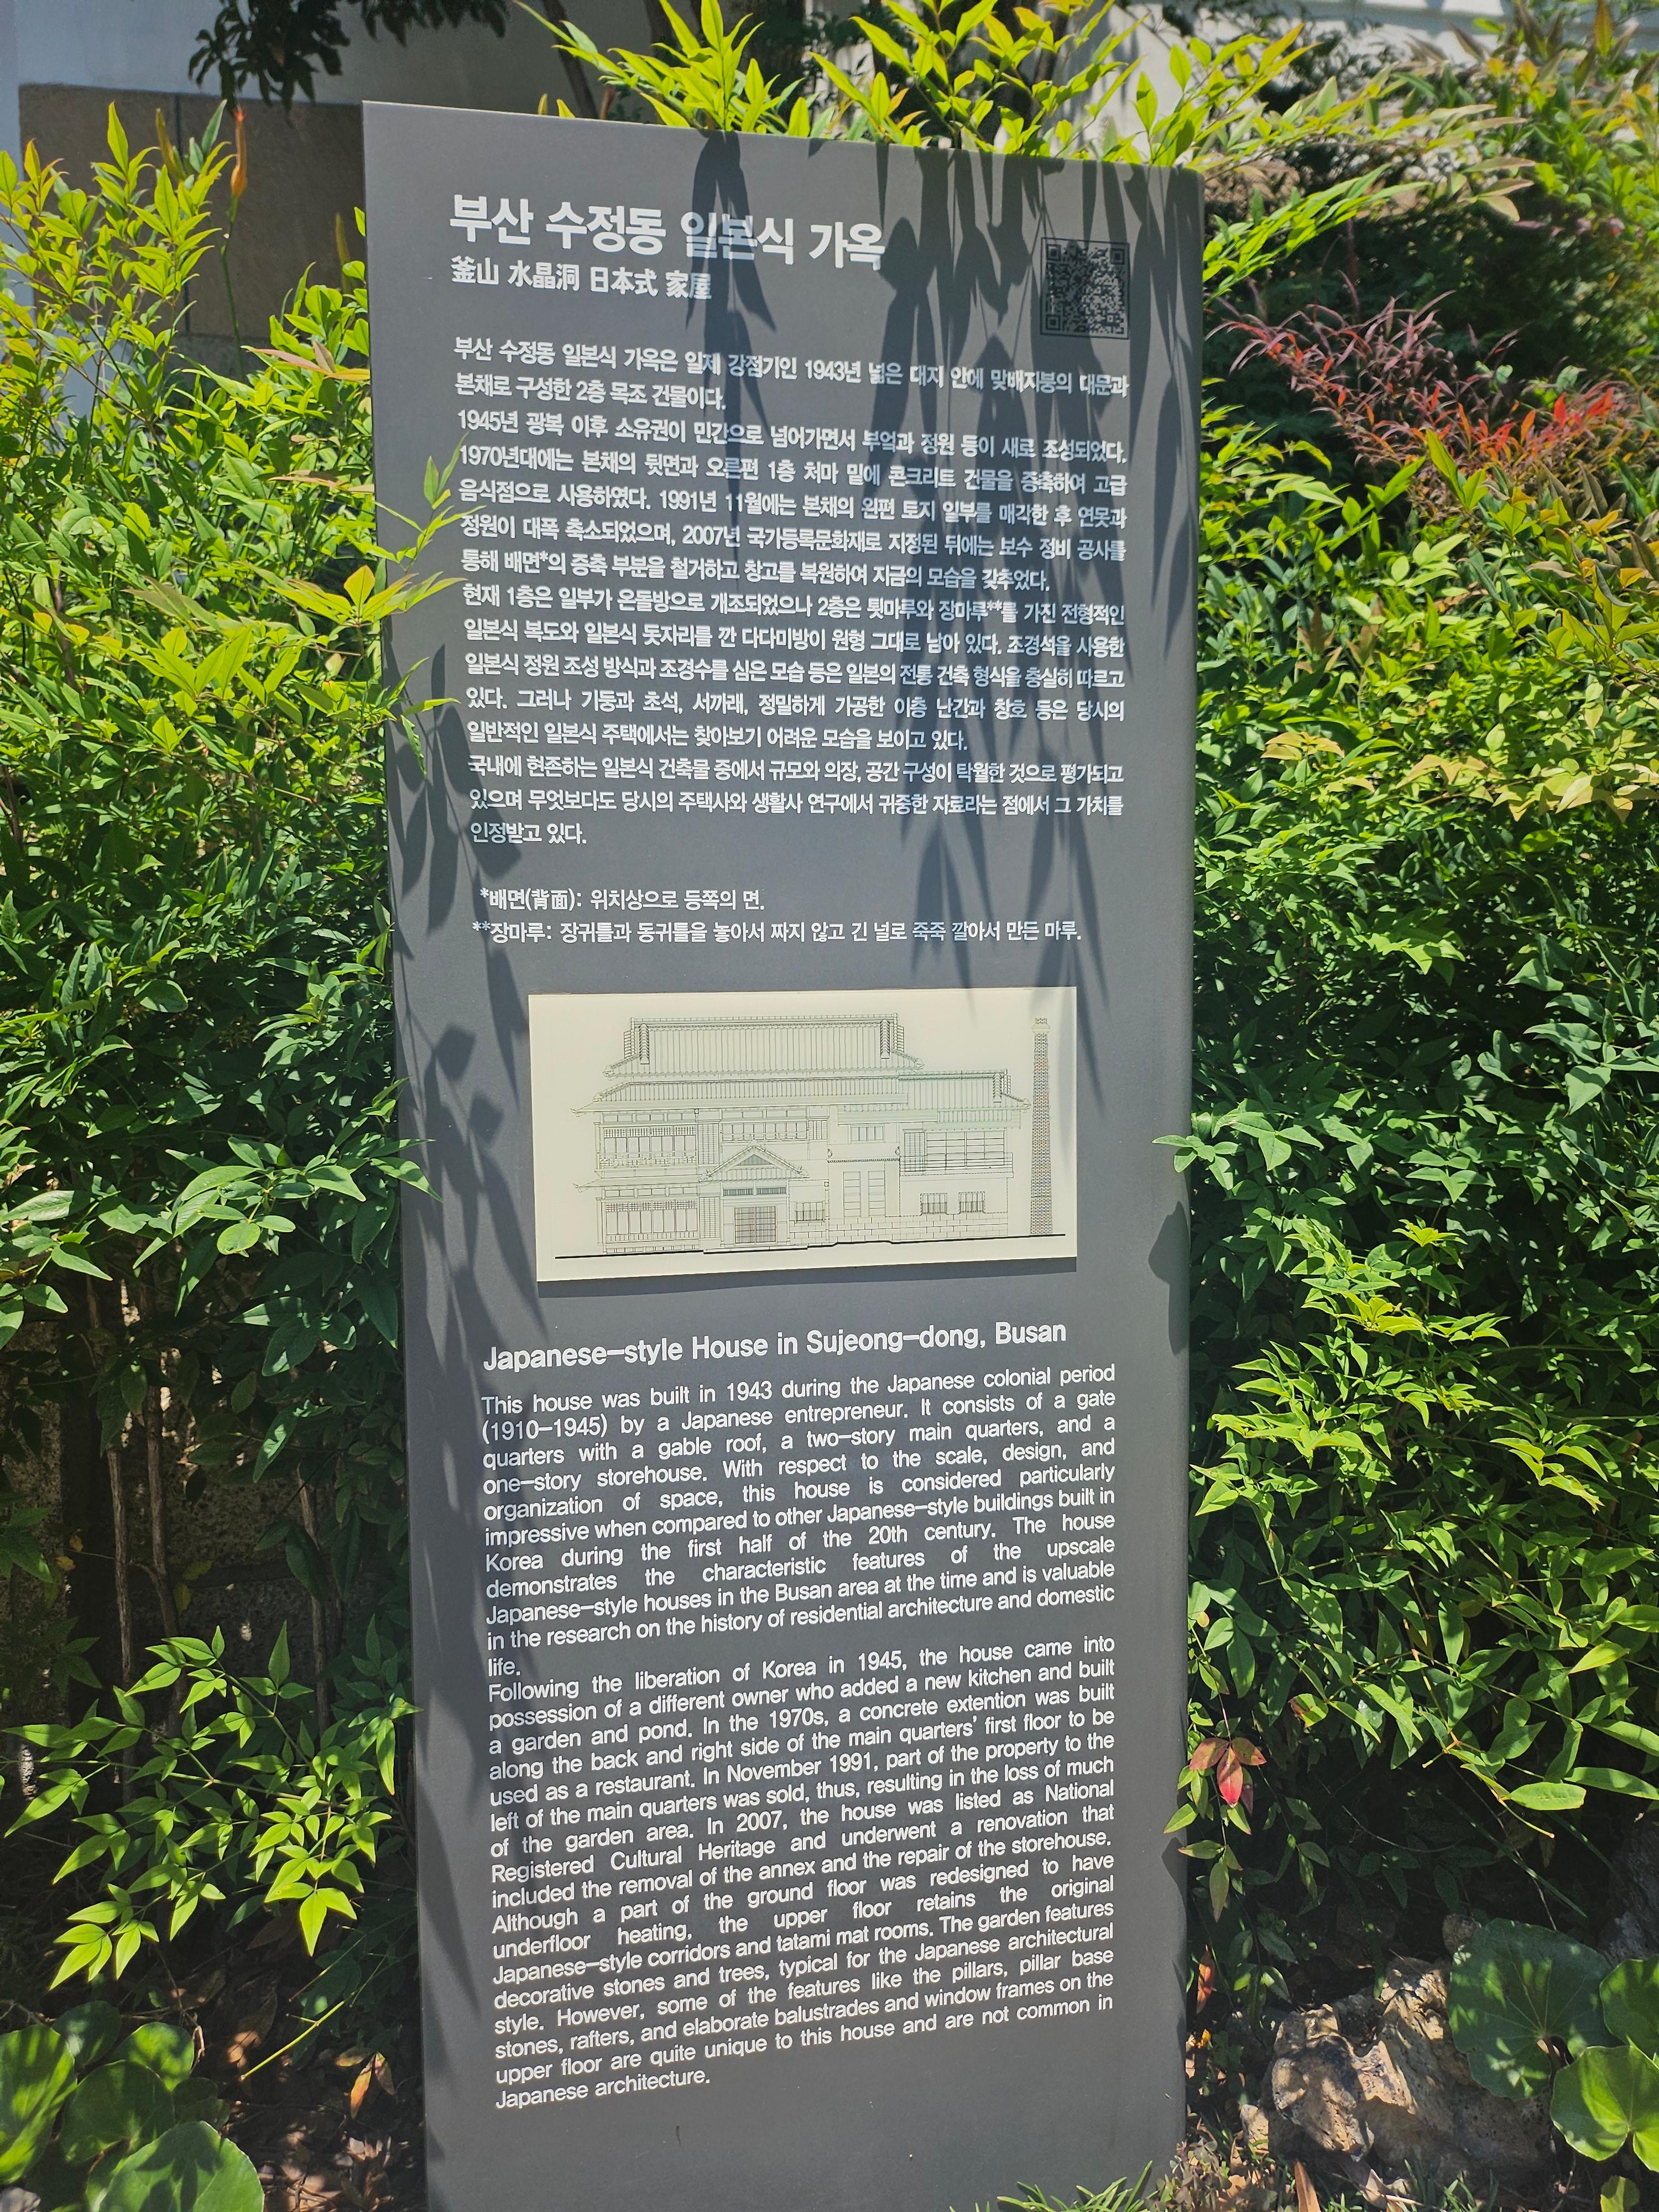 부산 수정동 일본식 가옥
釜山 水晶洞 日本式 家屋
부산 수정동 일본식 가옥은 일제 강점기인 1943년 넓은 대지 안에 맞배지붕의 대문과
본채로 구성한 2층 목조 건물이다.
1945년 광복 이후 소유권이 민간으로 넘어가면서 부엌과 정원 등이 새로 조성되었다.
1970년대에는 본채의 뒷면과 오른편 1층 처마 밑에 콘크리트 건물을 증축하여 고급
음식점으로 사용하였다. 1991년 11월에는 본채의 왼편 토지 일부를 매각한 후 연못과
정원이 대폭 축소되었으며, 2007년 국가등록문화재로 지정된 뒤에는 보수 정비 공사를
통해 배면*의 증축 부분을 철거하고 창고를 복원하여 지금의 모습을 갖추었다.
현재 1층은 일부가 온돌방으로 개조되었으나 2층은 툇마루와 장마루**를 가진 전형적인
일본식 복도와 일본식 돗자리를 깐 다다미방이 원형 그대로 남아 있다. 조경석을 사용한
일본식 정원 조성 방식과 조경수를 심은 모습 등은 일본의 전통 건축 형식을 충실히 따르고
있다. 그러나 기둥과 초석, 서까래, 정밀하게 가공한 이층 난간과 창호 등은 당시의
일반적인 일본식 주택에서는 찾아보기 어려운 모습을 보이고 있다.
국내에 현존하는 일본식 건축물 중에서 규모와 의장, 공간 구성이 탁월한 것으로 평가되고
있으며 무엇보다도 당시의 주택사와 생활사 연구에서 귀중한 자료라는 점에서 그 가치를
인정받고 있다.
*배면(背面): 위치상으로 등쪽의 면.
**장마루: 장귀틀과 동귀틀을 놓아서 짜지 않고 긴 널로 죽죽 깔아서 만든 마루.
Japanese-style House in Sujeong-dong, Busan
This house was built in 1943 during the Japanese colonial period
(1910-1945) by a Japanese entrepreneur. It consists of a gate
quarters with a gable roof, a two-story main quarters, and a
one-story storehouse. With respect to the scale, design, and
organization of space, this house is considered particularly
impressive when compared to other Japanese-style buildings built in
Korea during the first half of the 20th century. The house
demonstrates the characteristic features of the upscale
Japanese-style houses in the Busan area at the time and is valuable
in the research on the history of residential architecture and domestic
life.
Following the liberation of Korea in 1945, the house came into
possession of a different owner who added a new kitchen and built
a garden and pond. In the 1970s, a concrete extention was built
along the back and right side of the main quarters' first floor to be
used as a restaurant. In November 1991, part of the property to the
left of the main quarters was sold, thus, resulting in the loss of much
of the garden area. In 2007, the house was listed as National
Registered Cultural Heritage and underwent a renovation that
included the removal of the annex and the repair of the storehouse.
Although a part of the ground floor was redesigned to have
underfloor heating, the upper floor retains the original
Japanese-style corridors and tatami mat rooms. The garden features
decorative stones and trees, typical for the Japanese architectural
style. However, some of the features like the pillars, pillar base
stones, rafters, and elaborate balustrades and window frames on the
upper floor are quite unique to this house and are not common in
Japanese architecture.